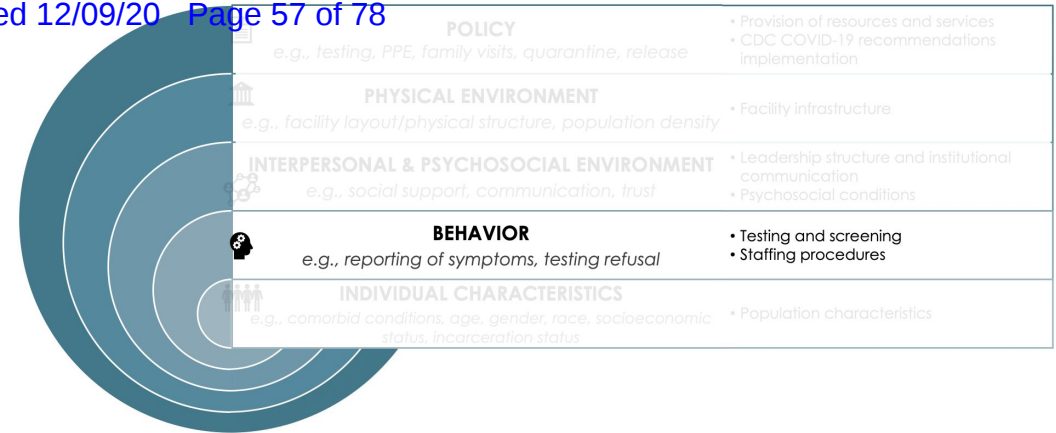 ed 12/09/20 Page 57 of 78
POLICY
e.g., testing, PPE, family visits, quarantine, release
• Provision of resources and services
• CDC COVID-19 recommendations
implementation
PHYSICAL ENVIRONMENT
e.g., facility layout/physical structure, population density
• Facility infrastructure
INTERPERSONAL & PSYCHOSOCIAL ENVIRONMENT
e.g., social support, communication, trust
• Leadership structure and institutional
communication
• Psychosocial conditions
BEHAVIOR
e.g., reporting of symptoms, testing refusal
• Testing and screening
• Staffing procedures
INDIVIDUAL CHARACTERISTICS
e.g., comorbid conditions, age, gender, race, socioeconomic
status, incarceration status
• Population characteristics